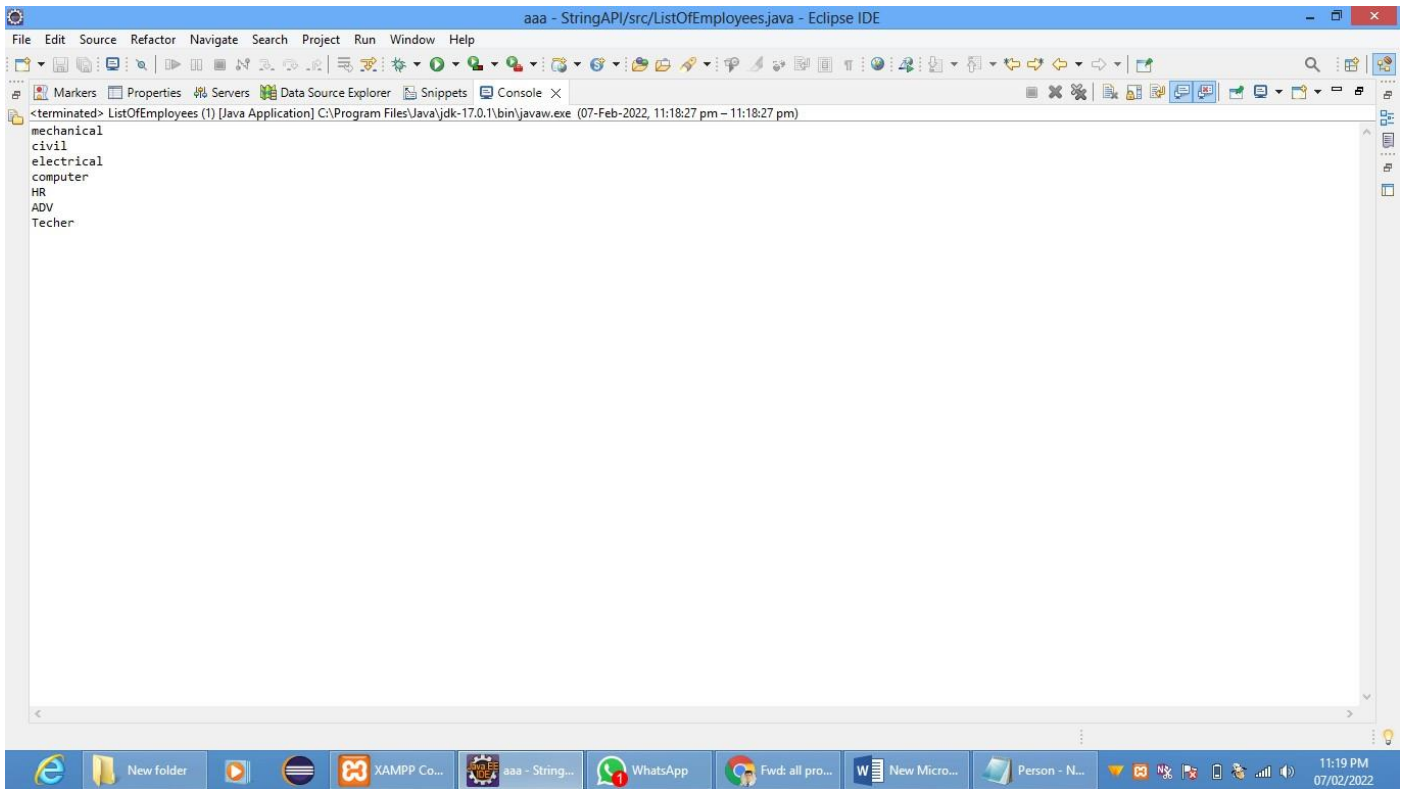 aaa - StringAPI/src/ListOfEmployees.java - Eclipse IDE
File Edit Source Refactor Navigate Search Project Run Window Help
Markers Properties Servers Data Source Explorer Snippets Console
<terminated> ListOfEmployees (1) [Java Application] C:\Program Files\Java\jdk-17.0.1\bin\javaw.exe (07-Feb-2022, 11:18:27 pm – 11:18:27 pm)
mechanical
civil
electrical
computer
HR
ADV
Techer
New folder XAMPP Co... aaa - String... WhatsApp Fwd: all pro... New Micro... Person - N...
11:19 PM
07/02/2022